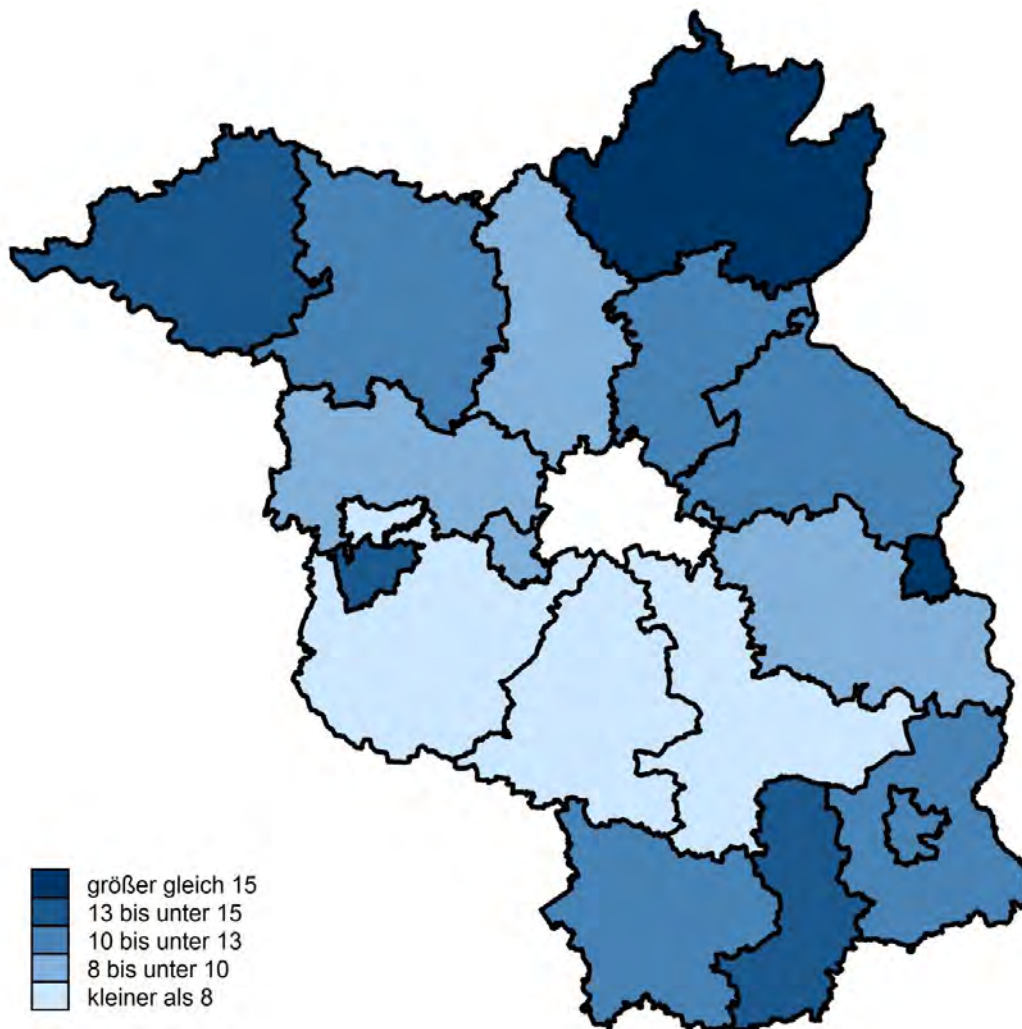 größer gleich 15
13 bis unter 15
10 bis unter 13
8 bis unter 10
kleiner als 8